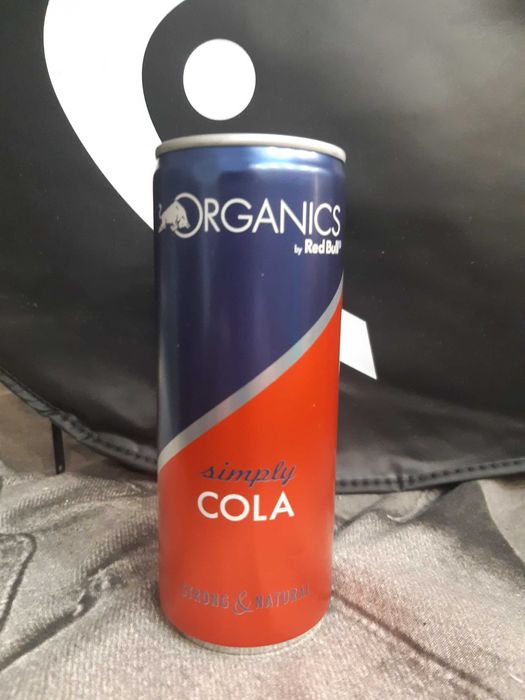 ORGANICS
by Red Bull®
simply
COLA
STRONG & NATURAL